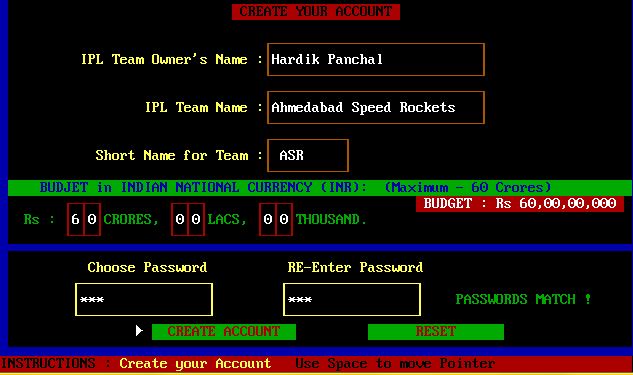 CREATE YOUR ACCOUNT
IPL Team Owner's Name : Hardik Panchal
IPL Team Name : Ahmedabad Speed Rockets
Short Name for Team : ASR
BUDJET in INDIAN NATIONAL CURRENCY (INR): (Maximum - 60 Crores)
BUDGET : Rs 60,00,00,000
Rs : 60 CRORES, 00 LACS, 00 THOUSAND.
Choose Password RE-Enter Password
*** *** PASSWORDS MATCH !
CREATE ACCOUNT RESET
INSTRUCTIONS : Create your Account Use Space to move Pointer